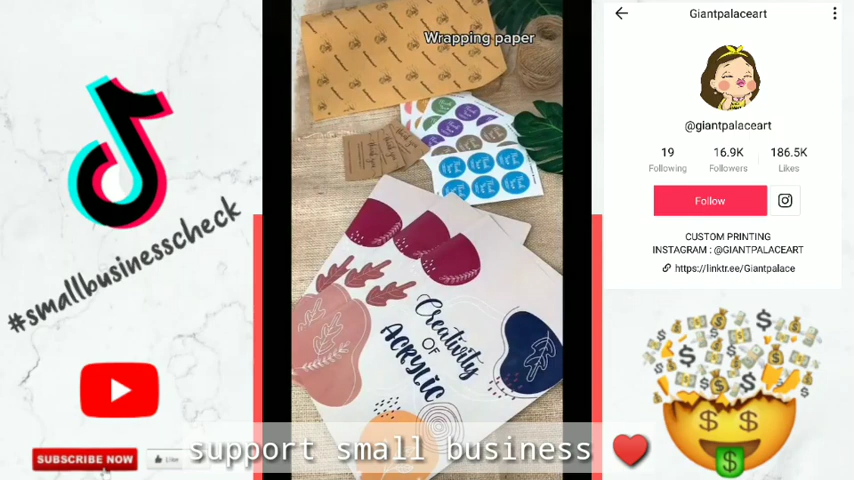 #smallbusinesscheck
SUBSCRIBE NOW
Like
Wrapping paper
Creativity
OF
ACRYLIC
support small business
Giantpalaceart
@giantpalaceart
19
Following
16.9K
Followers
186.5K
Likes
Follow
CUSTOM PRINTING
INSTAGRAM : @GIANTPALACEART
https://linktr.ee/Giantpalace